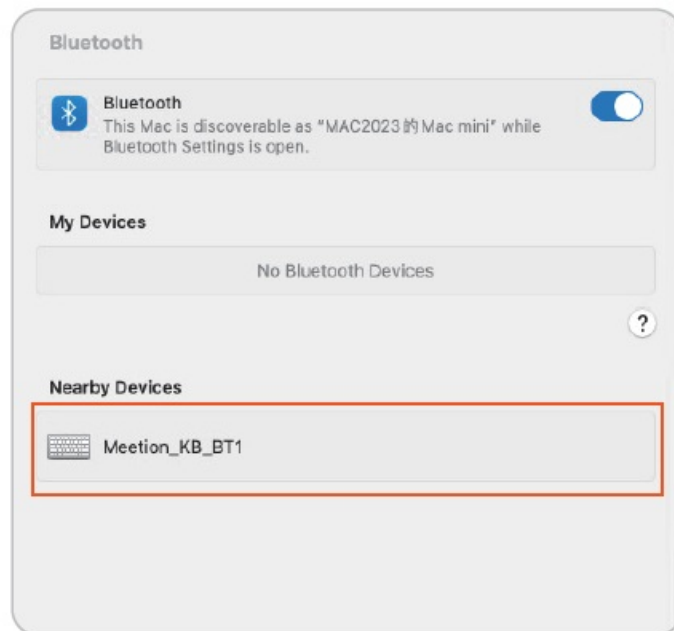 Bluetooth
Bluetooth
This Mac is discoverable as "MAC2023的Mac mini" while
Bluetooth Settings is open.
My Devices
No Bluetooth Devices
?
Nearby Devices
Meetion_KB_BT1